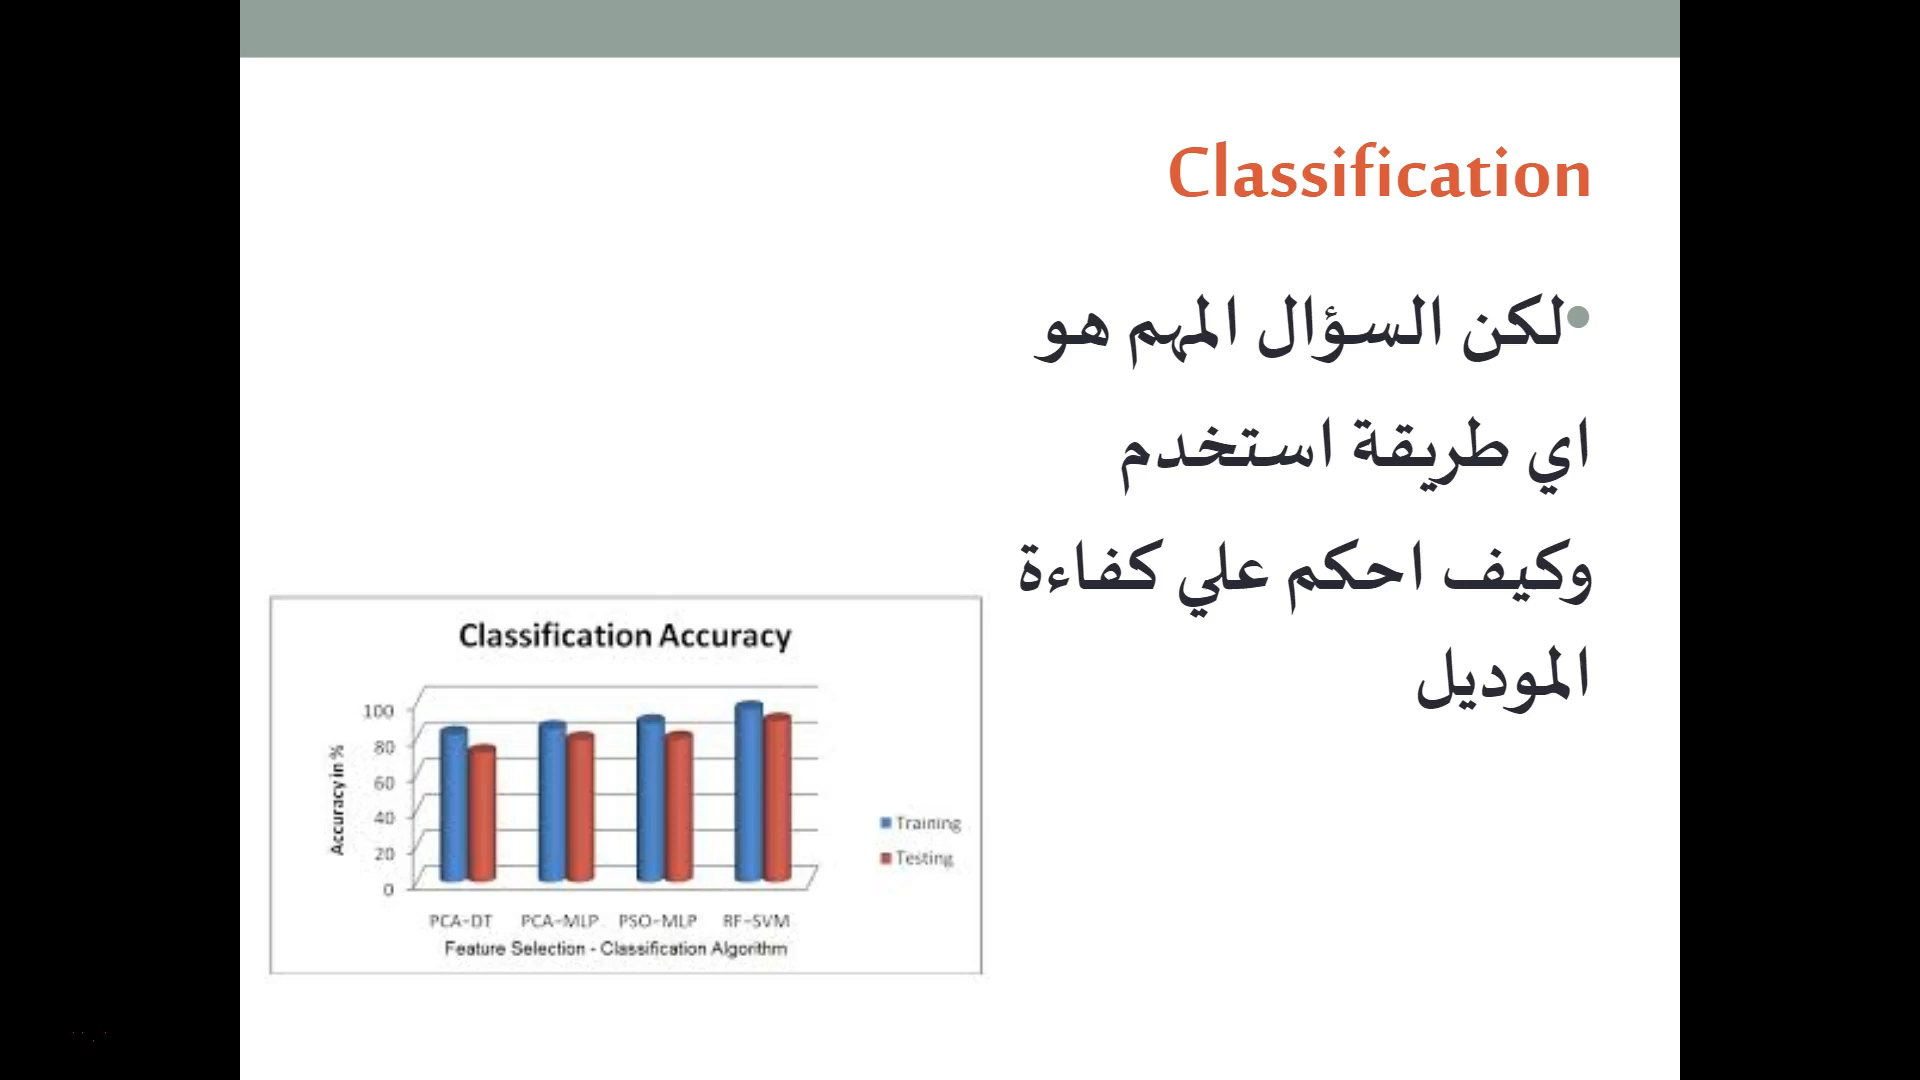 Classification
•لكن السؤال المهم هو
اي طريقة استخدم
وكيف احكم علي كفاءة
الموديل
Classification Accuracy
100
80
60
40
20
0
Accuracy in %
Training
Testing
PCA-DT PCA-MLP PSO-MLP RF-SVM
Feature Selection - Classification Algorithm